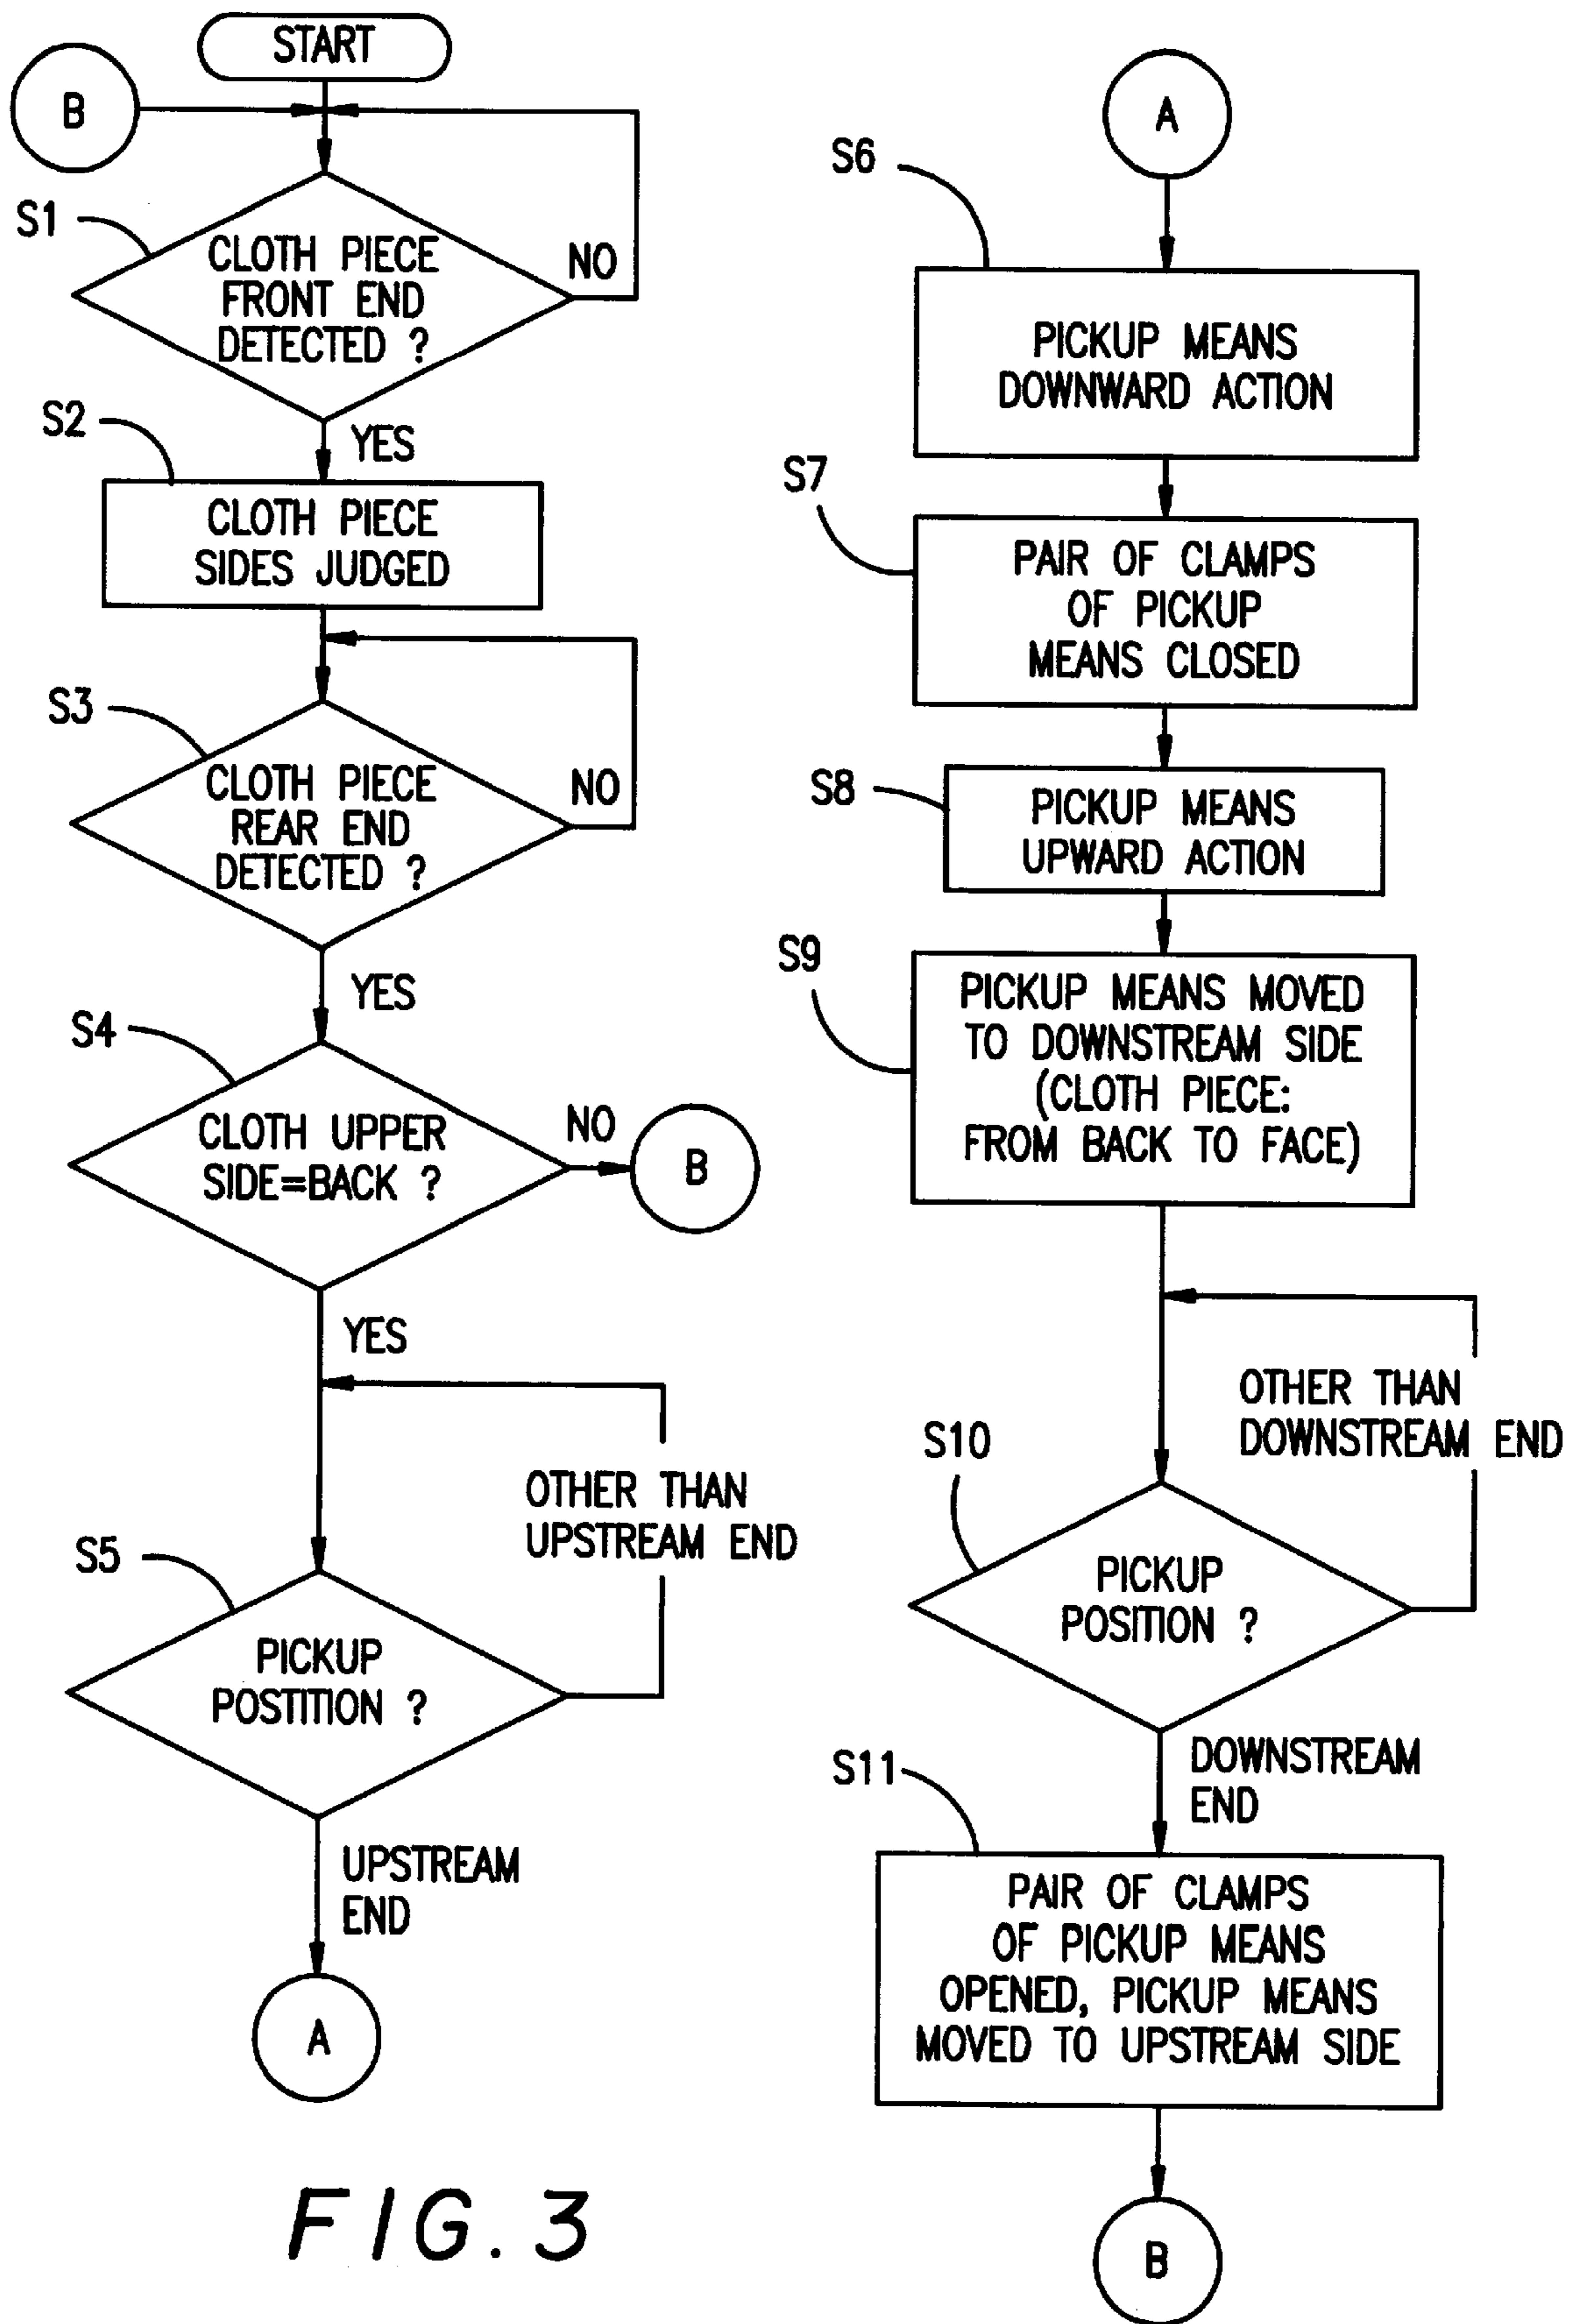 START
B
S1
CLOTH PIECE
FRONT END
DETECTED ?
NO
YES
S2
CLOTH PIECE
SIDES JUDGED
S3
CLOTH PIECE
REAR END
DETECTED ?
NO
YES
S4
CLOTH UPPER
SIDE=BACK ?
NO
B
YES
OTHER THAN
UPSTREAM END
S5
PICKUP
POSTITION ?
UPSTREAM
END
A
A
S6
PICKUP MEANS
DOWNWARD ACTION
S7
PAIR OF CLAMPS
OF PICKUP
MEANS CLOSED
S8
PICKUP MEANS
UPWARD ACTION
S9
PICKUP MEANS MOVED
TO DOWNSTREAM SIDE
(CLOTH PIECE:
FROM BACK TO FACE)
OTHER THAN
DOWNSTREAM END
S10
PICKUP
POSITION ?
DOWNSTREAM
END
S11
PAIR OF CLAMPS
OF PICKUP MEANS
OPENED, PICKUP MEANS
MOVED TO UPSTREAM SIDE
B
FIG. 3